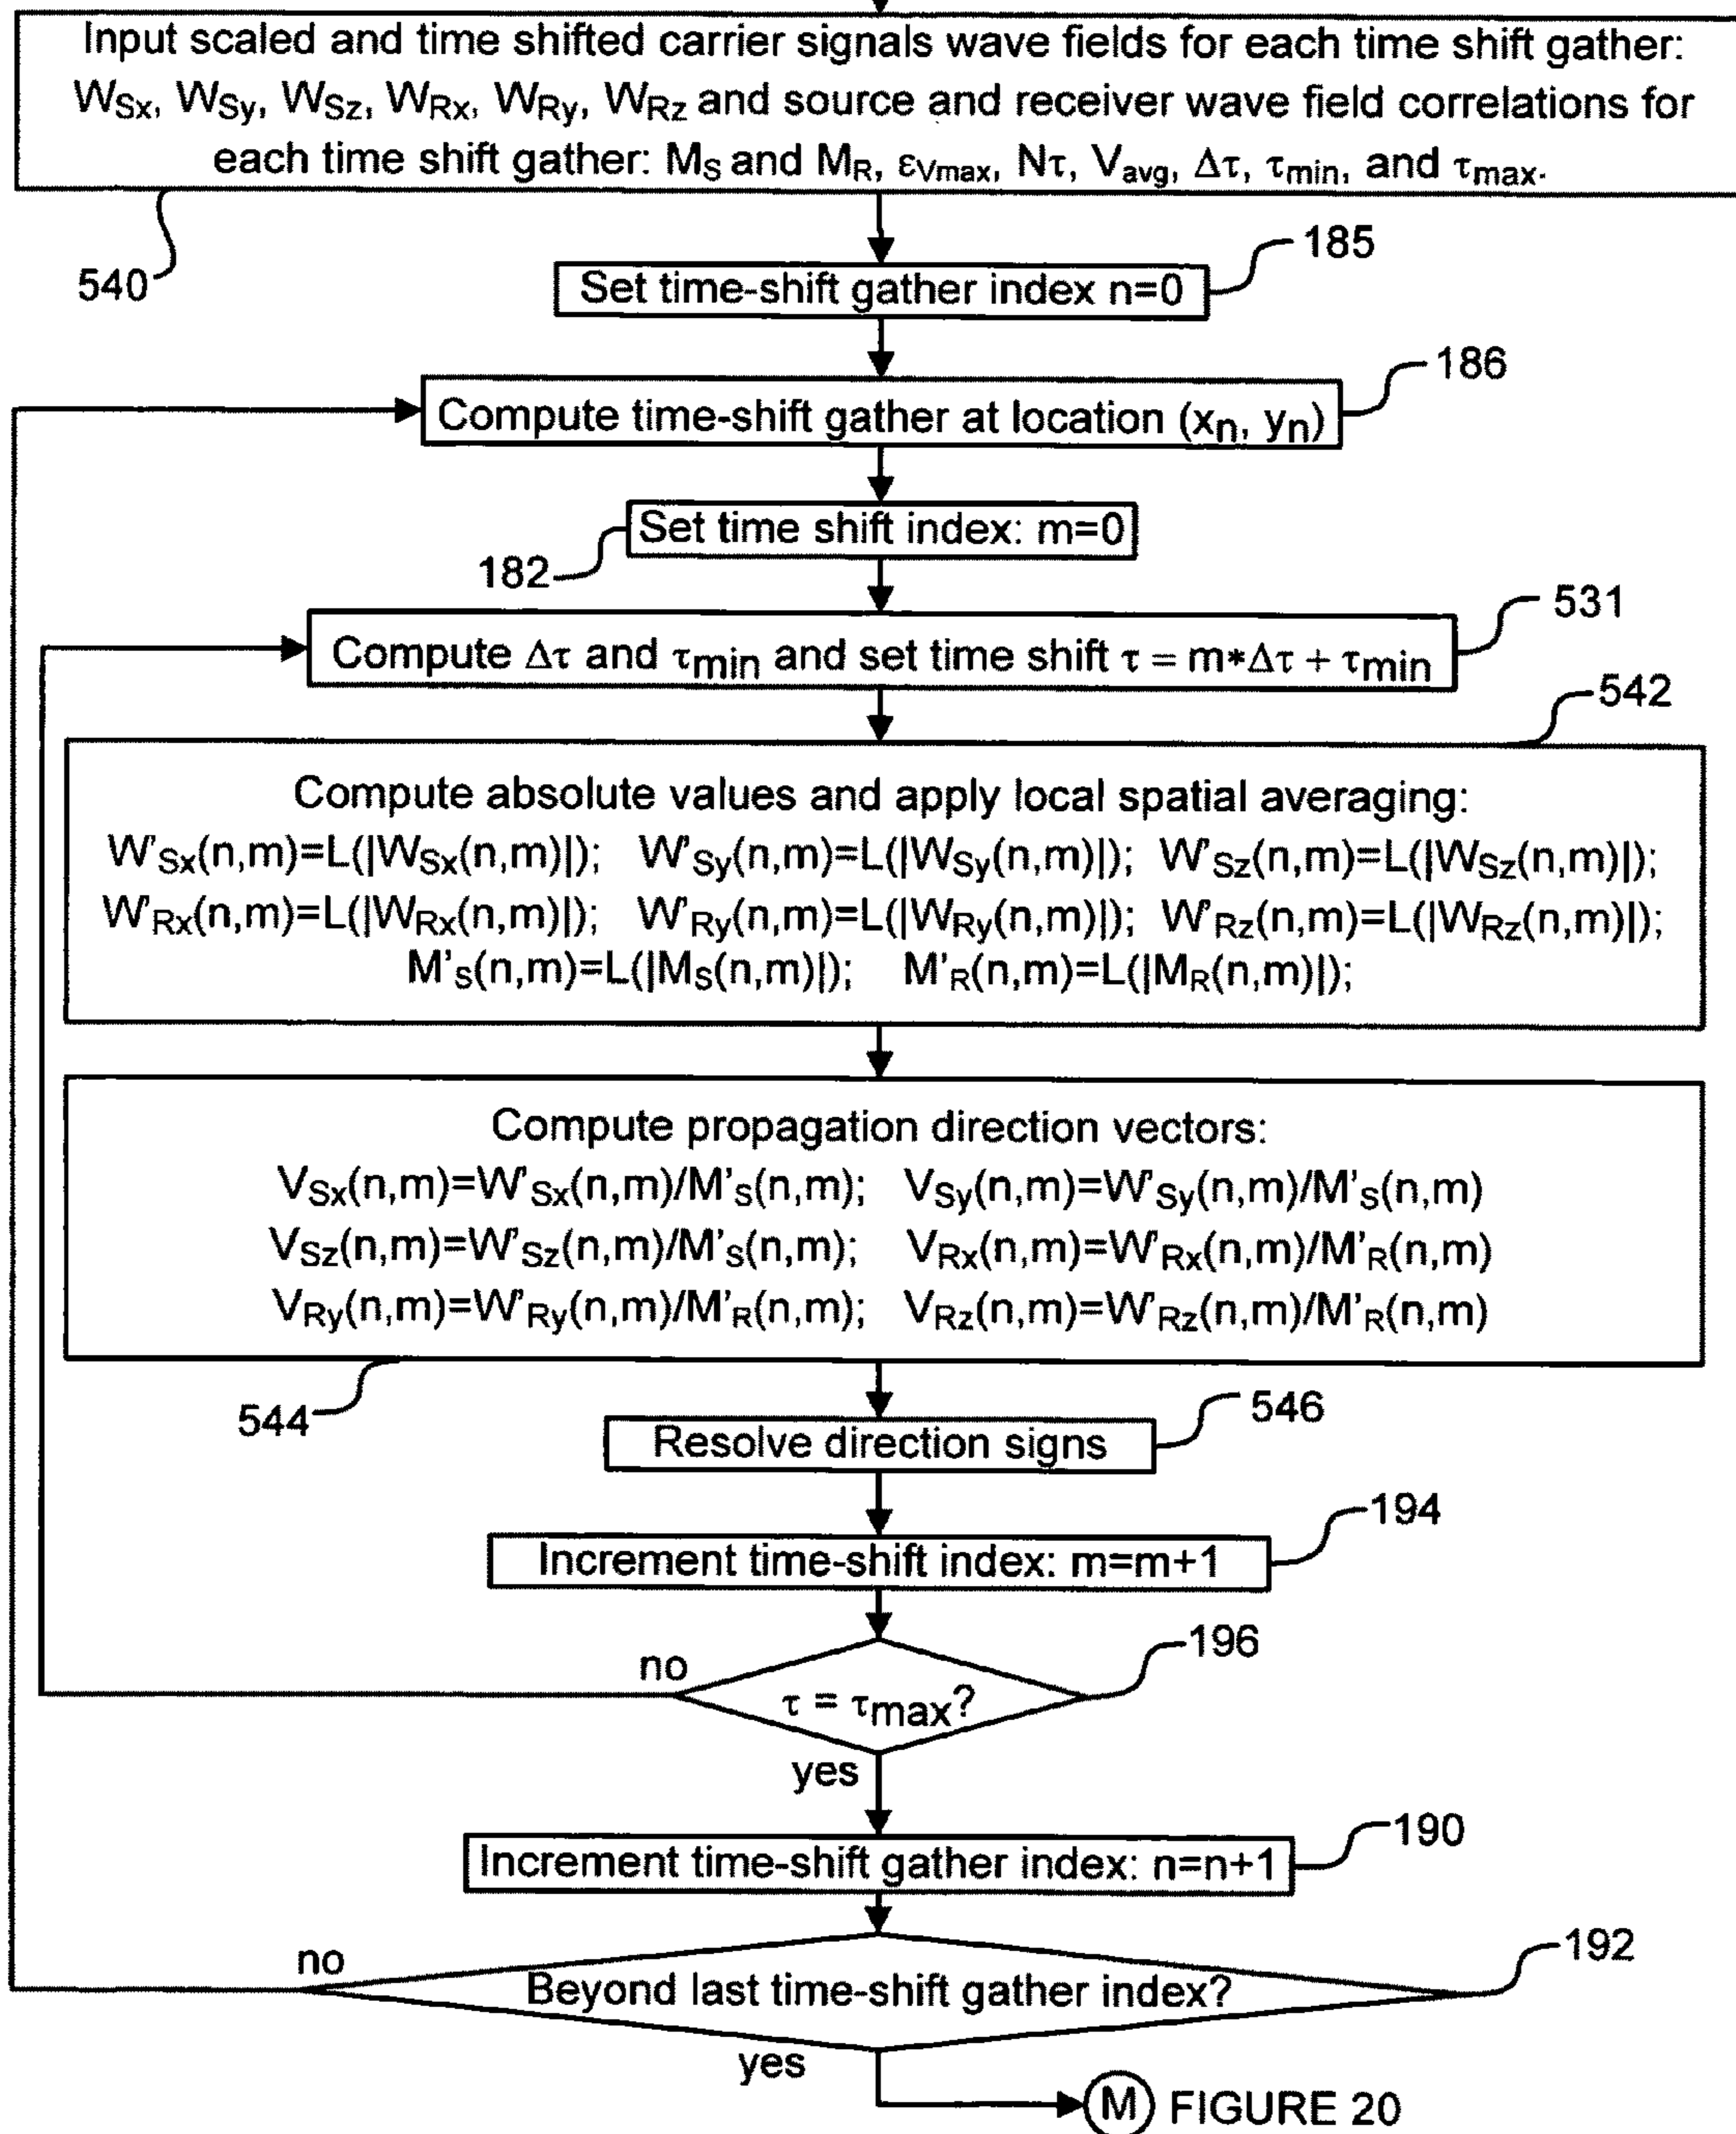 Input scaled and time shifted carrier signals wave fields for each time shift gather:
WSx, WSy, WSz, WRx, WRy, WRz and source and receiver wave field correlations for
each time shift gather: MS and MR, εVmax, Nτ, Vavg, Δτ, τmin, and τmax.
540
185
Set time-shift gather index n=0
186
Compute time-shift gather at location (xn, yn)
Set time shift index: m=0
182
531
Compute Δτ and τmin and set time shift τ = m*Δτ + τmin
542
Compute absolute values and apply local spatial averaging:
W'Sx(n,m)=L(|WSx(n,m)|); W'Sy(n,m)=L(|WSy(n,m)|); W'Sz(n,m)=L(|WSz(n,m)|);
W'Rx(n,m)=L(|WRx(n,m)|); W'Ry(n,m)=L(|WRy(n,m)|); W'Rz(n,m)=L(|WRz(n,m)|);
M'S(n,m)=L(|MS(n,m)|); M'R(n,m)=L(|MR(n,m)|);
Compute propagation direction vectors:
VSx(n,m)=W'Sx(n,m)/M'S(n,m); VSy(n,m)=W'Sy(n,m)/M'S(n,m)
VSz(n,m)=W'Sz(n,m)/M'S(n,m); VRx(n,m)=W'Rx(n,m)/M'R(n,m)
VRy(n,m)=W'Ry(n,m)/M'R(n,m); VRz(n,m)=W'Rz(n,m)/M'R(n,m)
544
546
Resolve direction signs
194
Increment time-shift index: m=m+1
196
no
τ = τmax?
yes
190
Increment time-shift gather index: n=n+1
192
no
Beyond last time-shift gather index?
yes
M FIGURE 20